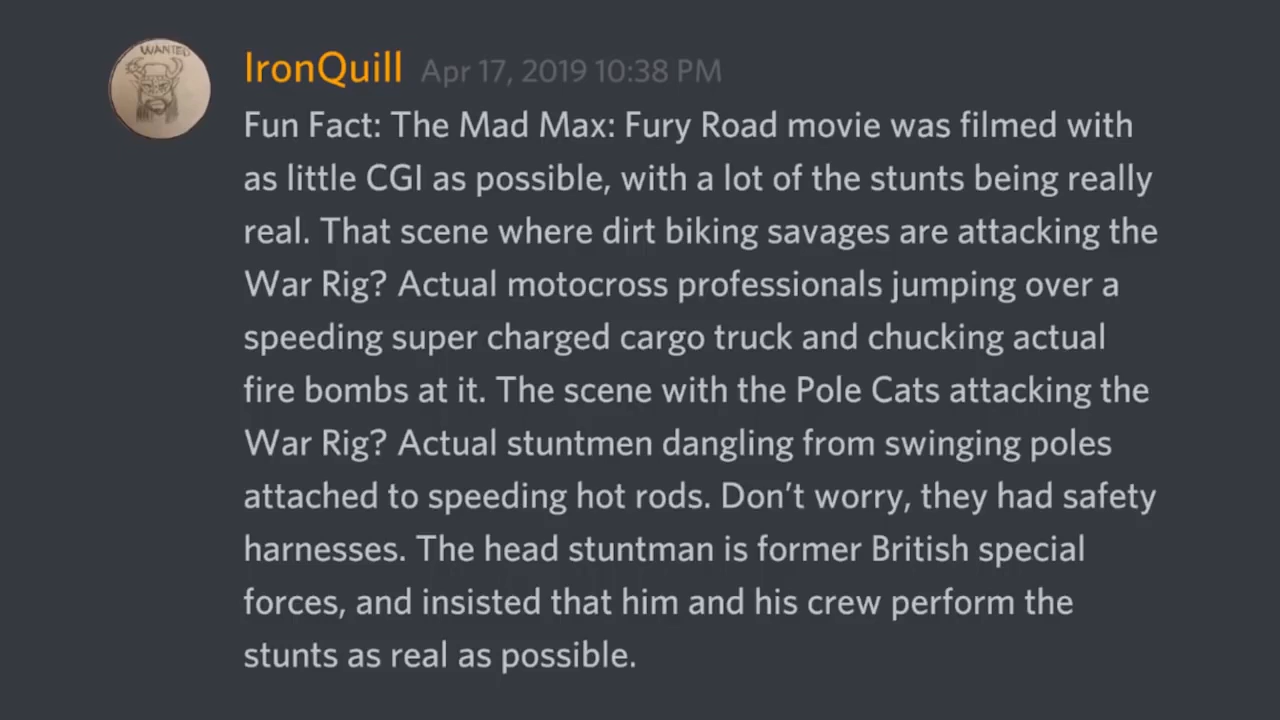 WANTED
IronQuill Apr 17, 2019 10:38 PM
Fun Fact: The Mad Max: Fury Road movie was filmed with
as little CGI as possible, with a lot of the stunts being really
real. That scene where dirt biking savages are attacking the
War Rig? Actual motocross professionals jumping over a
speeding super charged cargo truck and chucking actual
fire bombs at it. The scene with the Pole Cats attacking the
War Rig? Actual stuntmen dangling from swinging poles
attached to speeding hot rods. Don’t worry, they had safety
harnesses. The head stuntman is former British special
forces, and insisted that him and his crew perform the
stunts as real as possible.